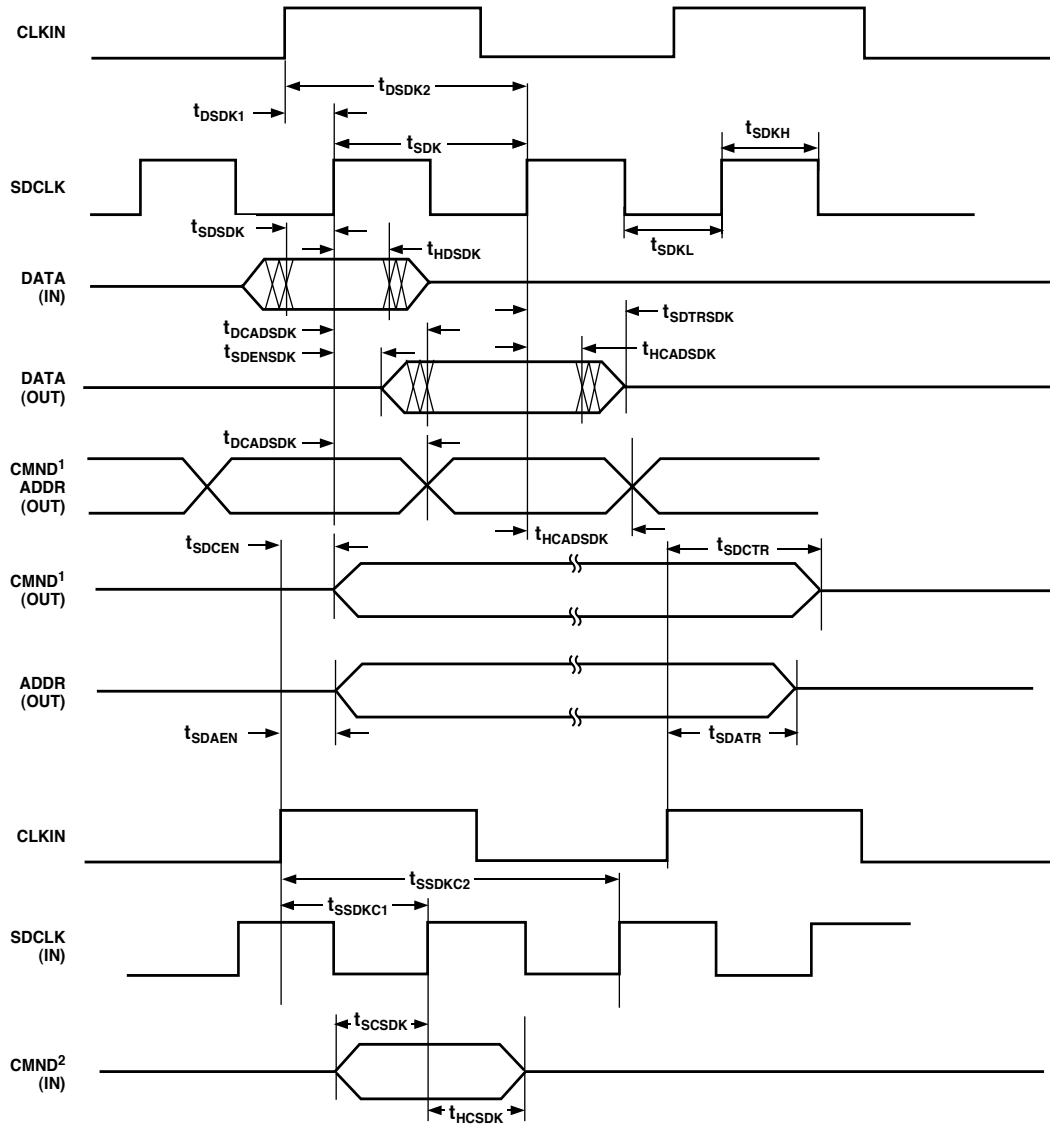 CLKIN
tDSDK2
tDSDK1
tSDK
tSDKH
SDCLK
tSDSDK
tHDSDK
tSDKL
DATA
(IN)
tDCADSDK
tSDTRSDK
tSDENSDK
tHCADSDK
DATA
(OUT)
tDCADSDK
CMND1
ADDR
(OUT)
tHCADSDK
tSDCEN
tSDCTR
CMND1
(OUT)
ADDR
(OUT)
tSDAEN
tSDATR
CLKIN
tSSDKC2
tSSDKC1
SDCLK
(IN)
tSCSDK
CMND2
(IN)
tHCSDK